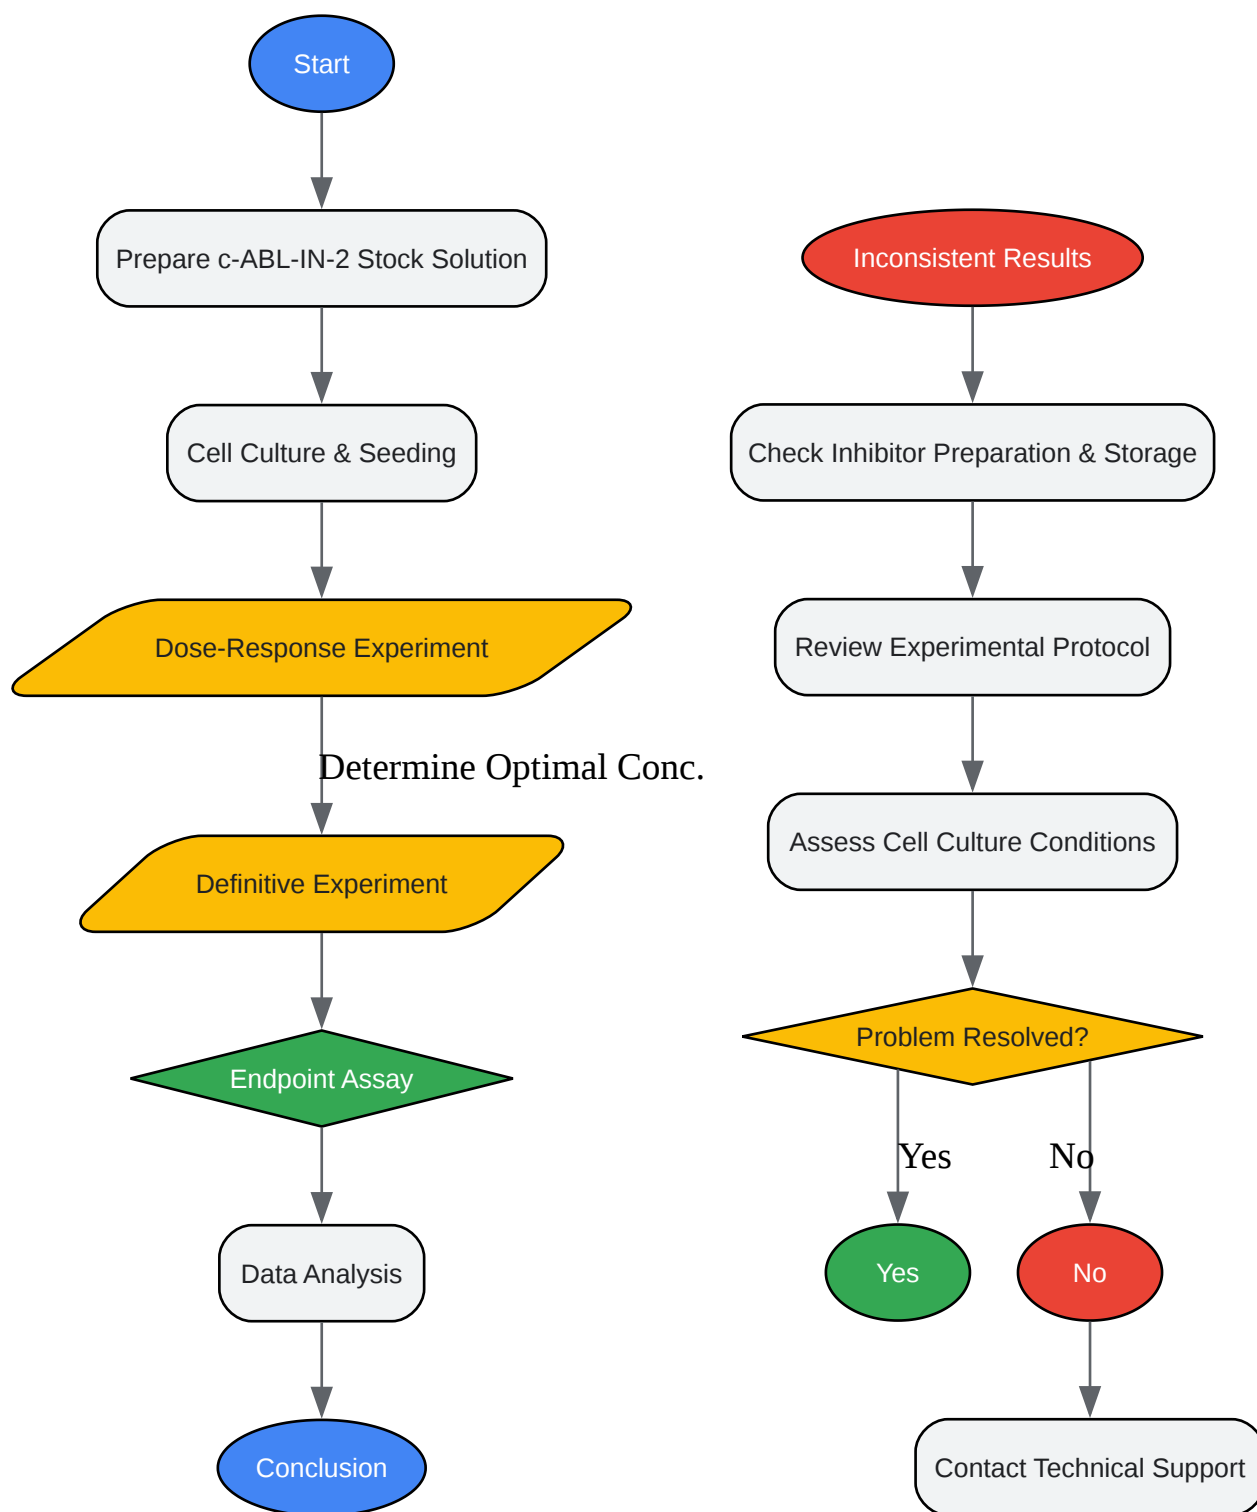 Start
Prepare c-ABL-IN-2 Stock Solution
Cell Culture & Seeding
Dose-Response Experiment
Determine Optimal Conc.
Definitive Experiment
Endpoint Assay
Data Analysis
Conclusion
Inconsistent Results
Check Inhibitor Preparation & Storage
Review Experimental Protocol
Assess Cell Culture Conditions
Problem Resolved?
Yes
No
Yes
No
Contact Technical Support